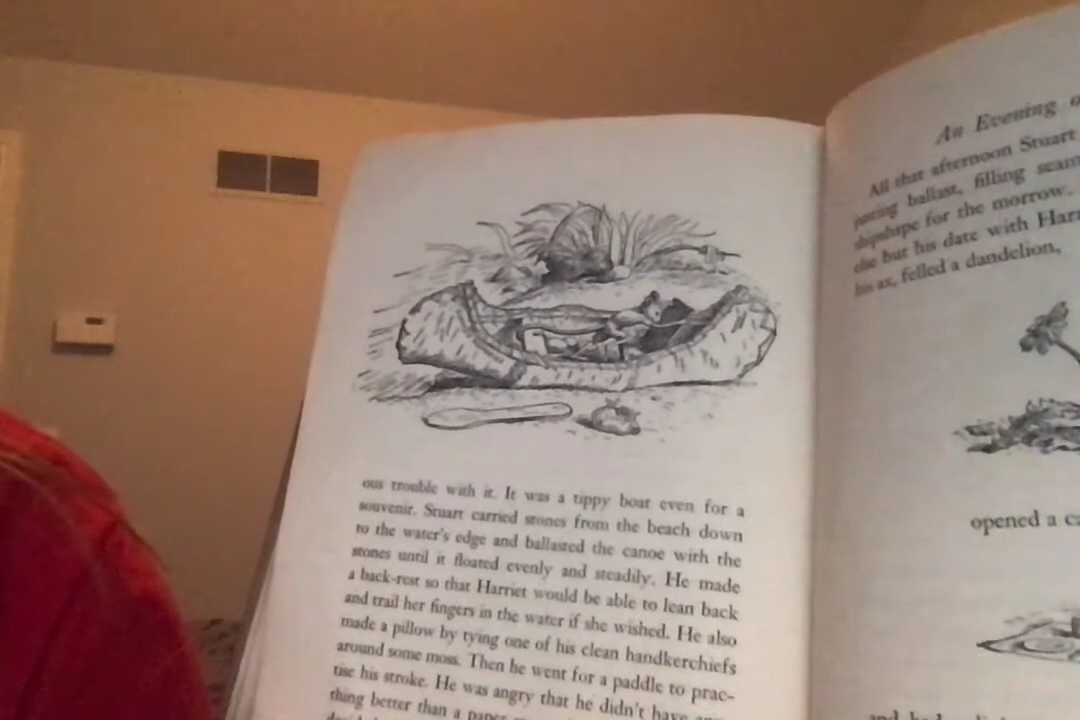 ous trouble with it. It was a tippy boat even for a
souvenir. Stuart carried stones from the beach down
to the water's edge and ballasted the canoe with the
stones until it floated evenly and steadily. He made
a back-rest so that Harriet would be able to lean back
and trail her fingers in the water if she wished. He also
made a pillow by tying one of his clean handkerchiefs
around some moss. Then he went for a paddle to prac-
tise his stroke. He was angry that he didn't have any-
thing better than a paper
An Evening o
All that afternoon Stuart
justing ballast, filling seam
shipshape for the morrow.
else but his date with Harr
his ax, felled a dandelion,
opened a ca